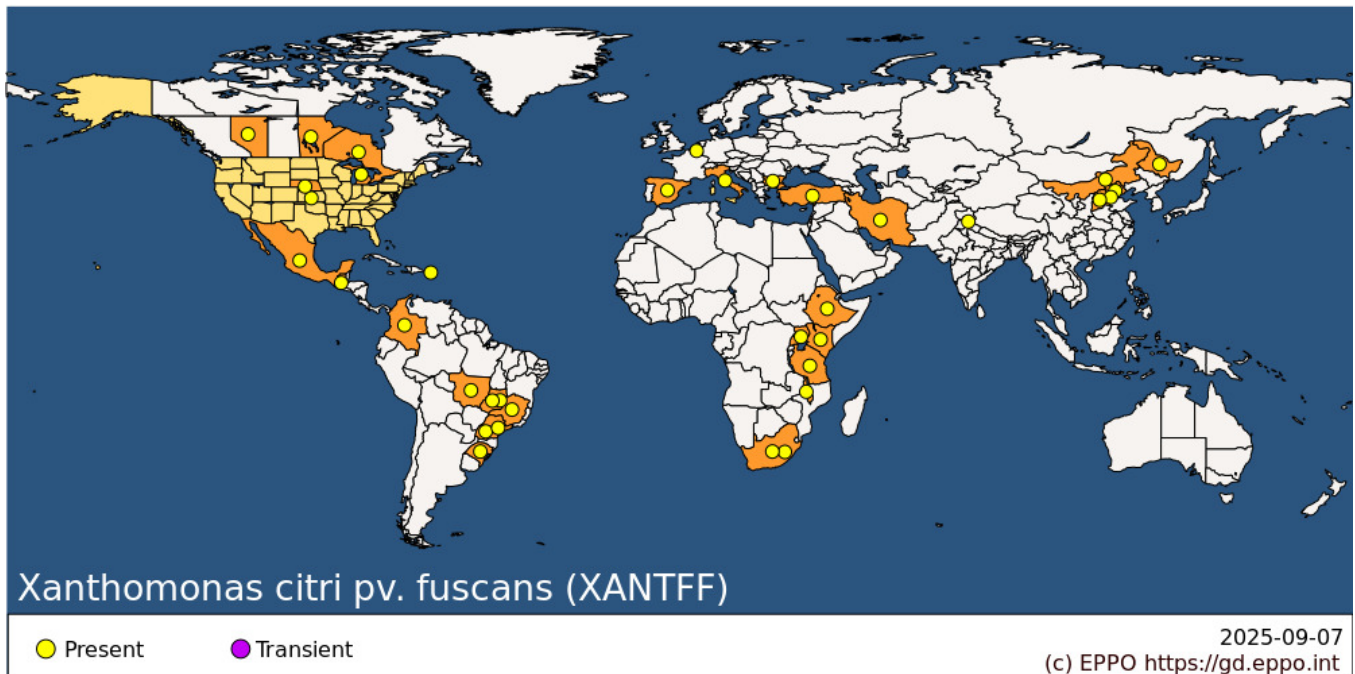 Xanthomonas citri pv. fuscans (XANTFF)
Present
Transient
2025-09-07
(c) EPPO https://gd.eppo.int